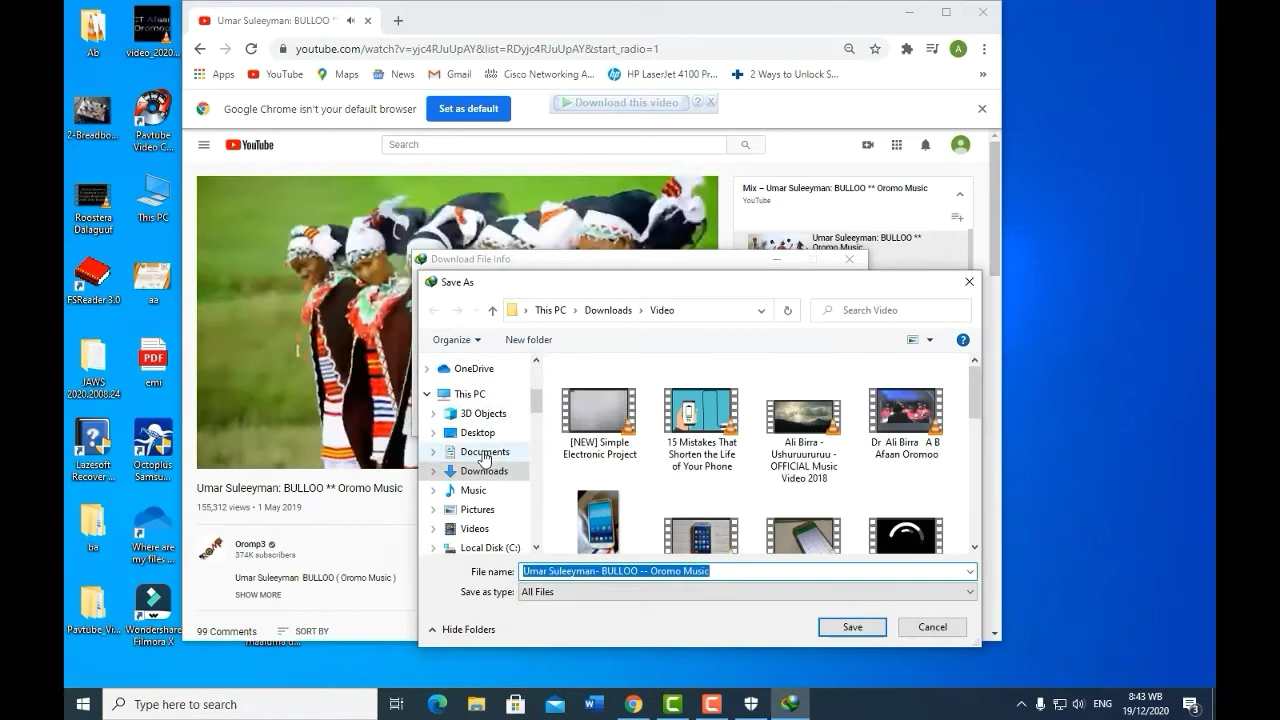 Umar Suleeyman: BULLOO *
youtube.com/watch?v=yjc4RJuUpAY&list=RDyjc4RJuUpAY&start_radio=1
A
Apps
YouTube
Maps
News
Gmail
Cisco Networking A...
HP LaserJet 4100 Pr...
2 Ways to Unlock S...
»
Google Chrome isn't your default browser
Set as default
Download this video
?
YouTube
Search
Mix – Umar Suleeyman: BULLOO ** Oromo Music
YouTube
Umar Suleeyman: BULLOO **
Oromo Music
Umar Suleeyman: BULLOO ** Oromo Music
155,312 views • 1 May 2019
Oromp3
374K subscribers
Umar Suleeyman BULLOO ( Oromo Music )
SHOW MORE
99 Comments
SORT BY
Download File Info
Save As
This PC
Downloads
Video
Search Video
Organize
New folder
?
OneDrive
This PC
3D Objects
Desktop
Documents
Downloads
Music
Pictures
Videos
Local Disk (C:)
[NEW] Simple
Electronic Project
15 Mistakes That
Shorten the Life
of Your Phone
Ali Birra -
Ushuruururuu -
OFFICIAL Music
Video 2018
Dr Ali Birra A B
Afaan Oromoo
File name:
Umar Suleeyman- BULLOO -- Oromo Music
Save as type:
All Files
Hide Folders
Save
Cancel
Ab
IT Afaan
Oromoo
video_2020...
2-Breadbo...
Pavtube
Video C...
Roostera
Dalaguuf
This PC
FSReader 3.0
aa
JAWS
2020.2008.24
PDF
emi
Lazesoft
Recover ...
Octoplus
Samsu...
ba
Where are
my files ...
Pavtube_Vi...
Wondershare
Filmora X
Type here to search
ENG
8:43 WB
19/12/2020
3